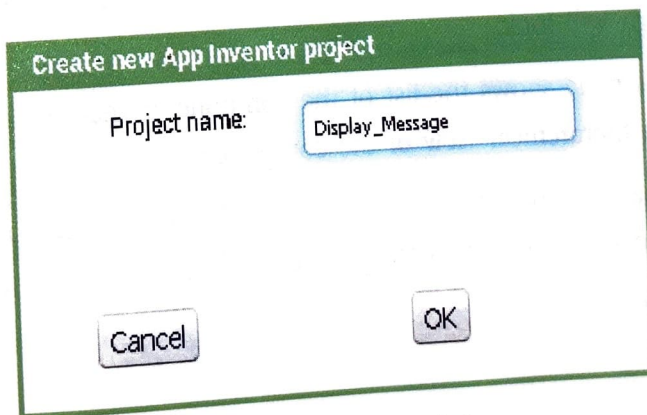 Create new App Inventor project
Project name: Display_Message
Cancel OK